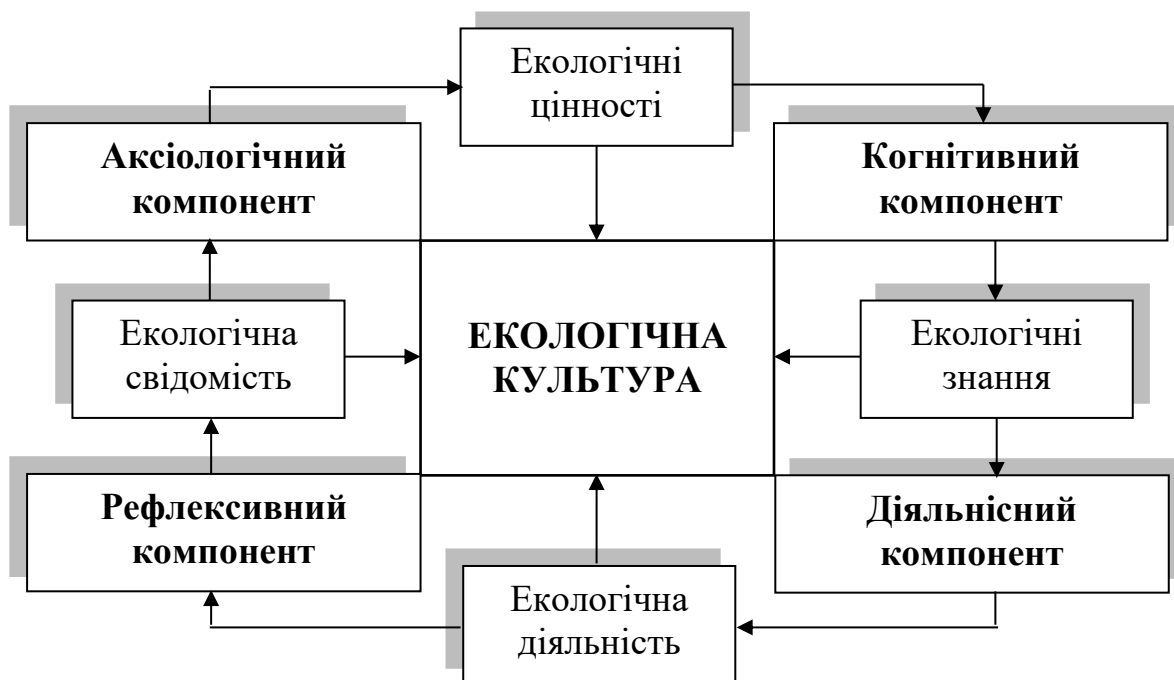 Екологічні
цінності
Аксіологічний
компонент
Когнітивний
компонент
Екологічна
свідомість
ЕКОЛОГІЧНА
КУЛЬТУРА
Екологічні
знання
Рефлексивний
компонент
Діяльнісний
компонент
Екологічна
діяльність